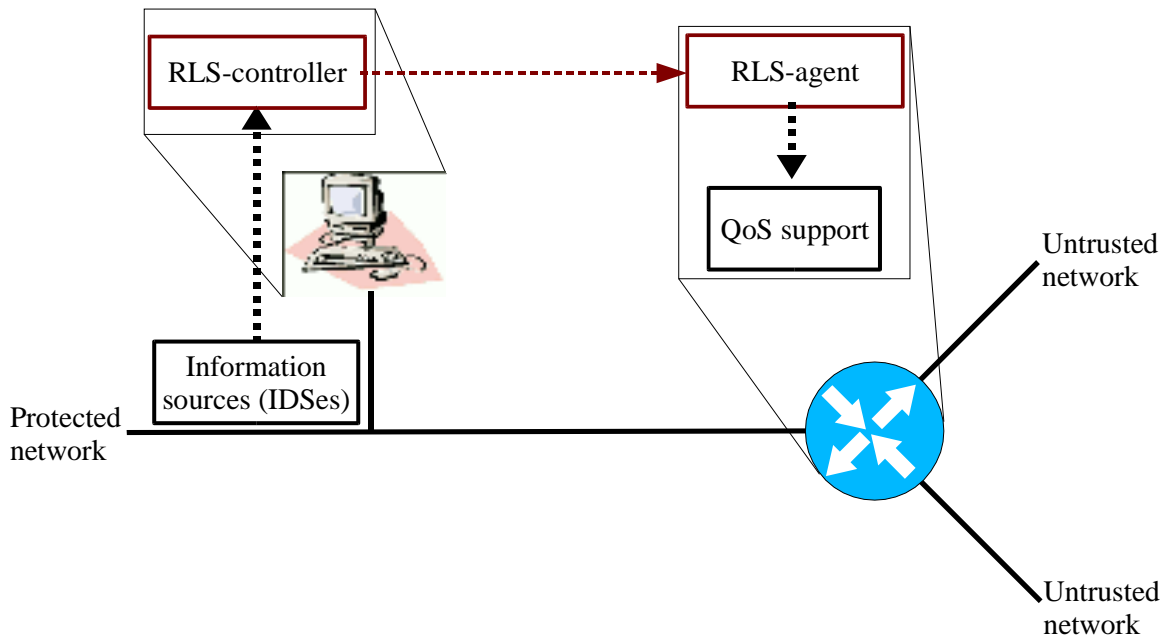 RLS-controller
RLS-agent
QoS support
Untrusted
network
Information
sources (IDSes)
Protected
network
Untrusted
network